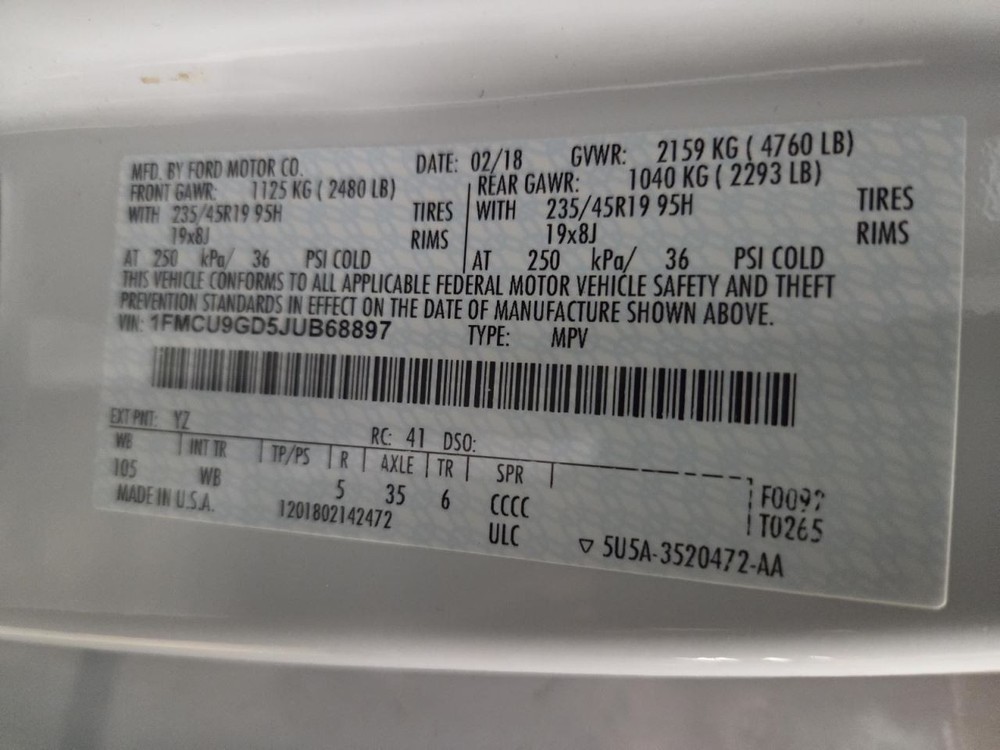 MFD. BY FORD MOTOR CO. DATE: 02/18 GVWR: 2159 KG ( 4760 LB)
FRONT GAWR: 1125 KG ( 2480 LB) REAR GAWR: 1040 KG ( 2293 LB)
WITH 235/45R19 95H TIRES WITH 235/45R19 95H TIRES
19x8J RIMS 19x8J RIMS
AT 250 kPa/ 36 PSI COLD AT 250 kPa/ 36 PSI COLD
THIS VEHICLE CONFORMS TO ALL APPLICABLE FEDERAL MOTOR VEHICLE SAFETY AND THEFT
PREVENTION STANDARDS IN EFFECT ON THE DATE OF MANUFACTURE SHOWN ABOVE.
VIN: 1FMCU9GD5JUB68897 TYPE: MPV
EXT PNT: YZ RC: 41 DSO:
WB INT TR TP/PS R AXLE TR SPR
105 WB 5 35 6 CCCC F0092
MADE IN U.S.A. 1201802142472 ULC T0265
▽ 5U5A-3520472-AA